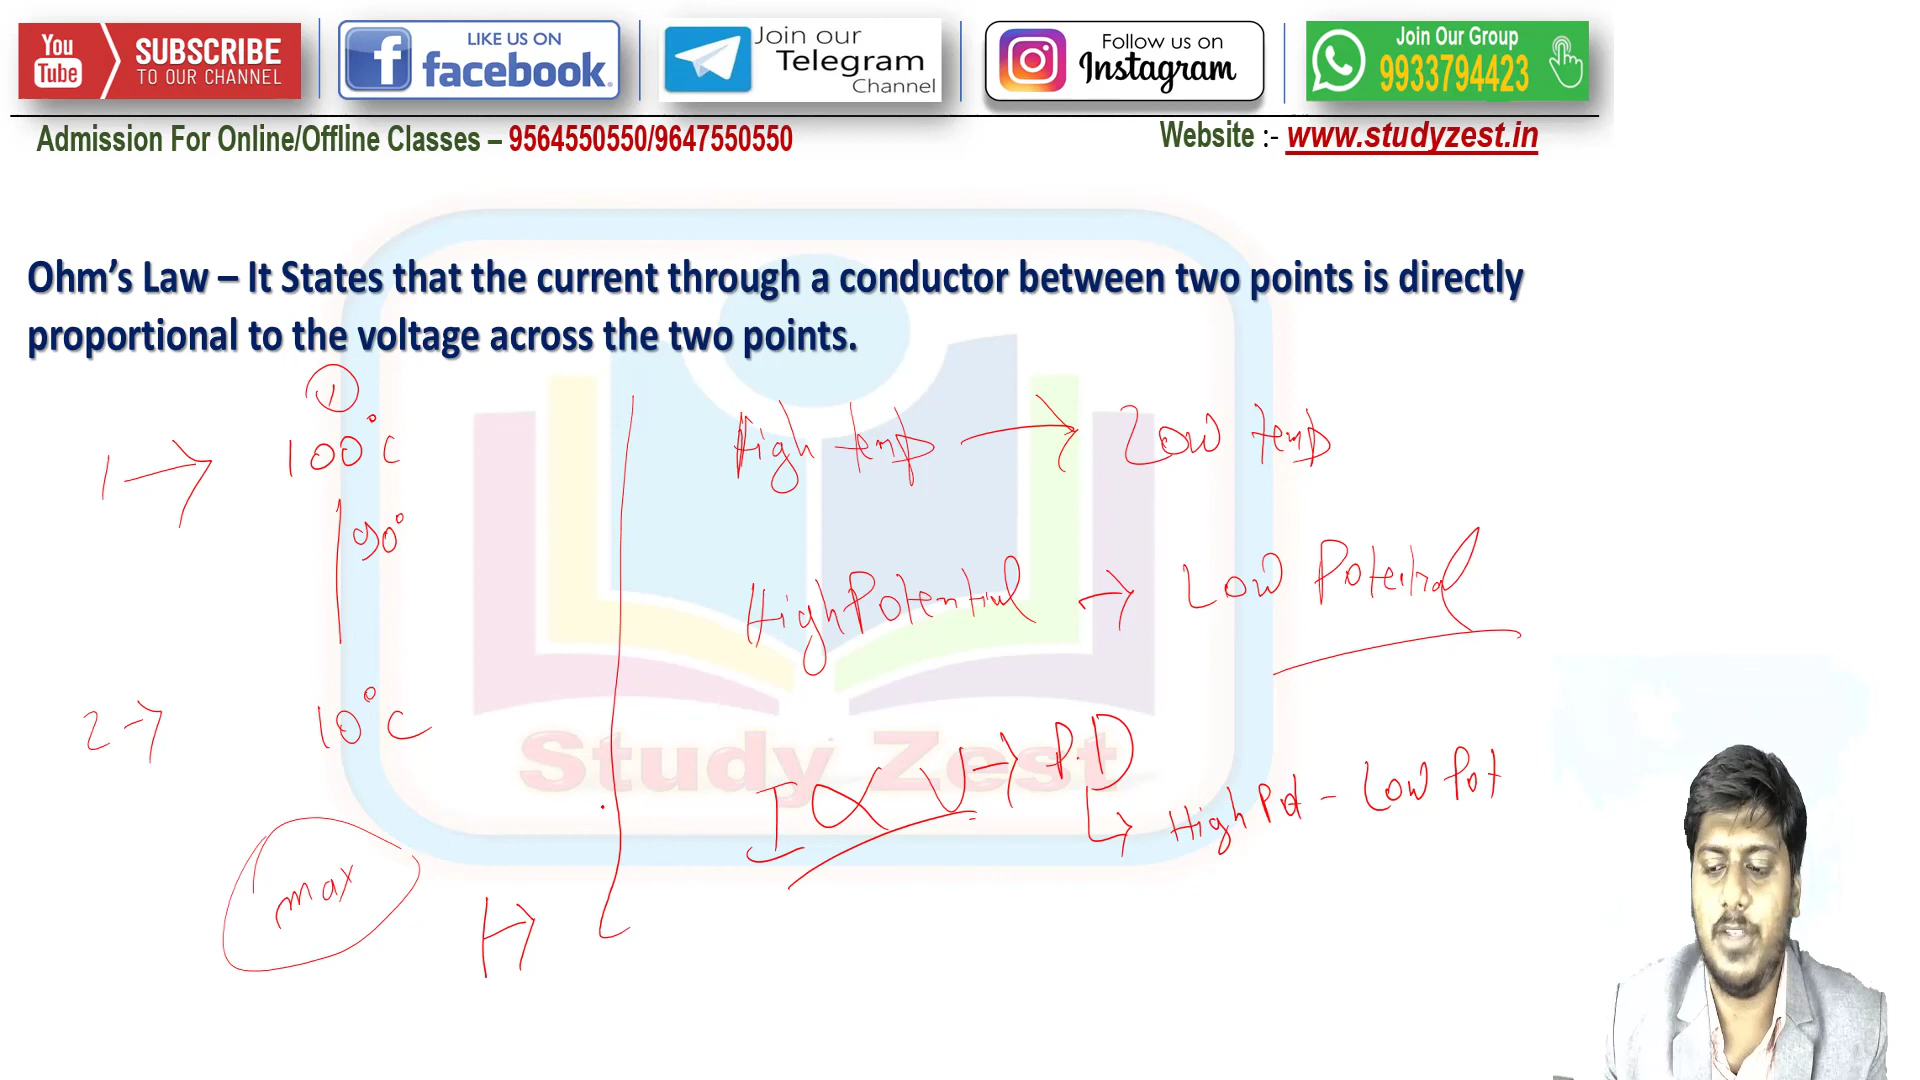 You Tube SUBSCRIBE TO OUR CHANNEL
LIKE US ON facebook.
Join our Telegram Channel
Follow us on Instagram
Join Our Group 9933794423
Admission For Online/Offline Classes – 9564550550/9647550550
Website :- www.studyzest.in
Ohm's Law – It States that the current through a conductor between two points is directly
proportional to the voltage across the two points.
1
1 → 100°C
High temp → Low temp
90°
High Potential → Low Potential
2 → 10°C
Study Zest
I ∝ V → P.D
↳ High Pot - Low Pot
max